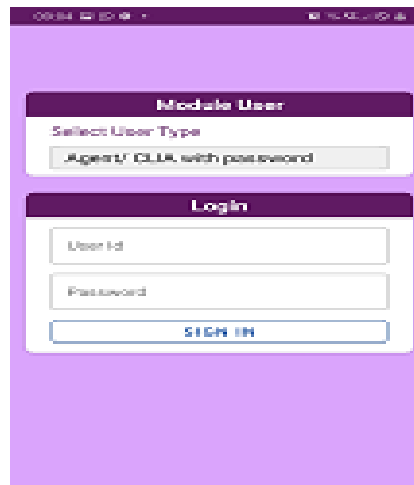 Module User
Select User Type
Agent/ CLIA with password
Login
User Id
Password
SIGN IN